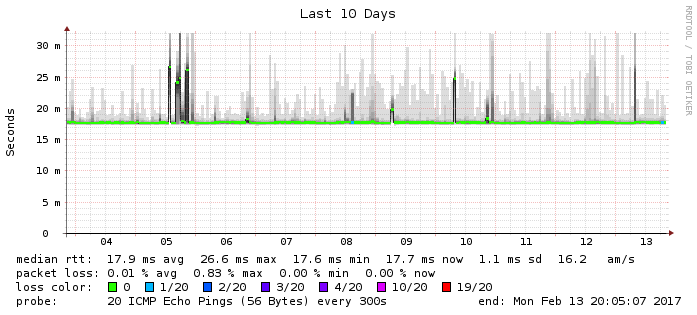 Last 10 Days
RRDTOOL / TOBI OETIKER
Seconds
30 m
25 m
20 m
15 m
10 m
5 m
0
04 05 06 07 08 09 10 11 12 13
median rtt: 17.9 ms avg 26.6 ms max 17.6 ms min 17.7 ms now 1.1 ms sd 16.2 am/s
packet loss: 0.01 % avg 0.83 % max 0.00 % min 0.00 % now
loss color: 0 1/20 2/20 3/20 4/20 10/20 19/20
probe: 20 ICMP Echo Pings (56 Bytes) every 300s end: Mon Feb 13 20:05:07 2017